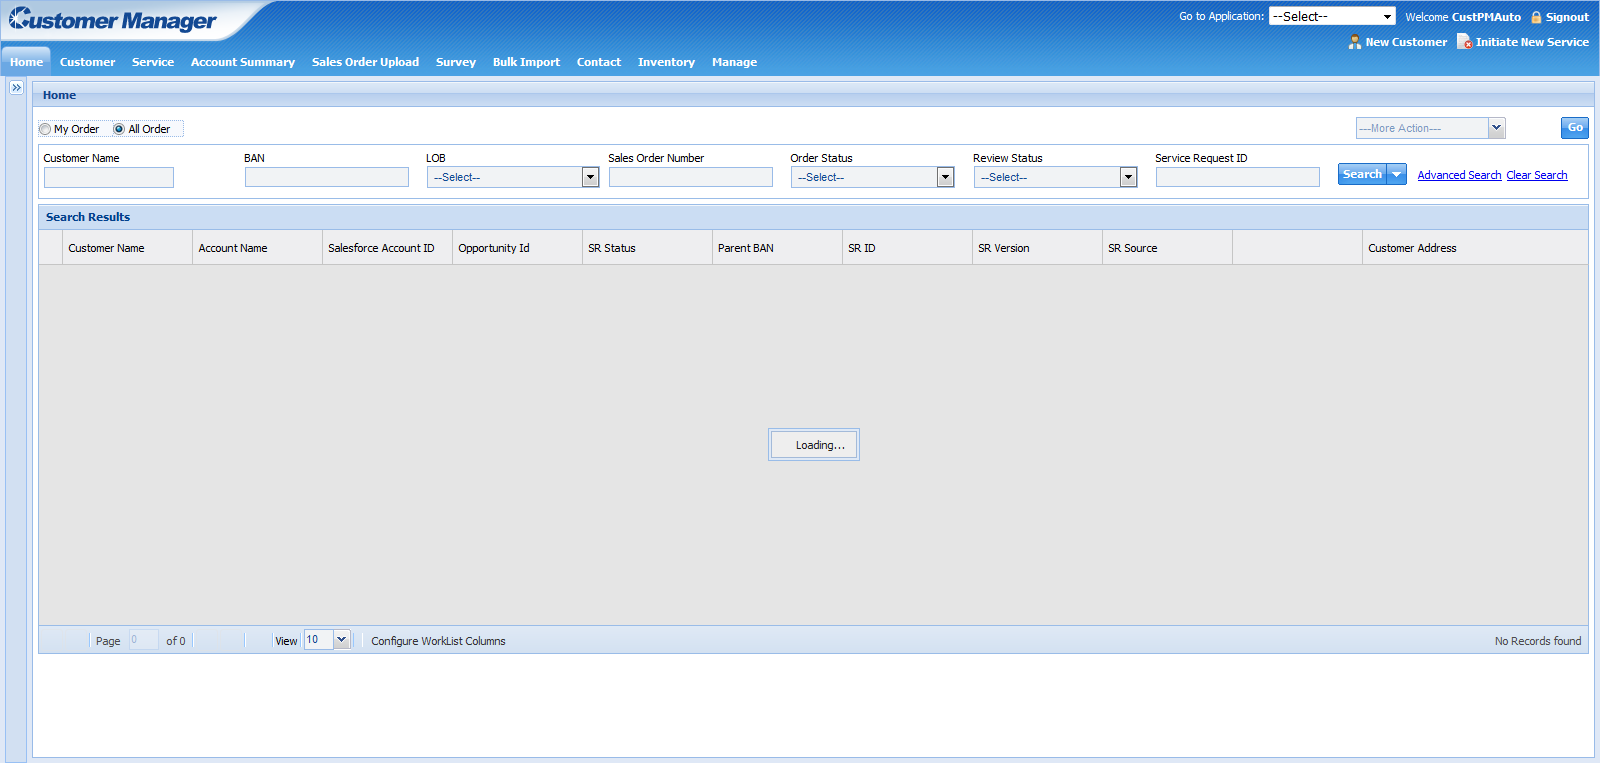 Customer Manager
Go to Application: --Select-- Welcome CustPMAuto Signout
New Customer Initiate New Service
Home Customer Service Account Summary Sales Order Upload Survey Bulk Import Contact Inventory Manage
Home
My Order All Order ---More Action--- Go
Customer Name BAN LOB Sales Order Number Order Status Review Status Service Request ID
--Select-- --Select-- --Select-- Search Advanced Search Clear Search
Search Results
Customer Name Account Name Salesforce Account ID Opportunity Id SR Status Parent BAN SR ID SR Version SR Source Customer Address
Loading...
Page 0 of 0 View 10 Configure WorkList Columns No Records found